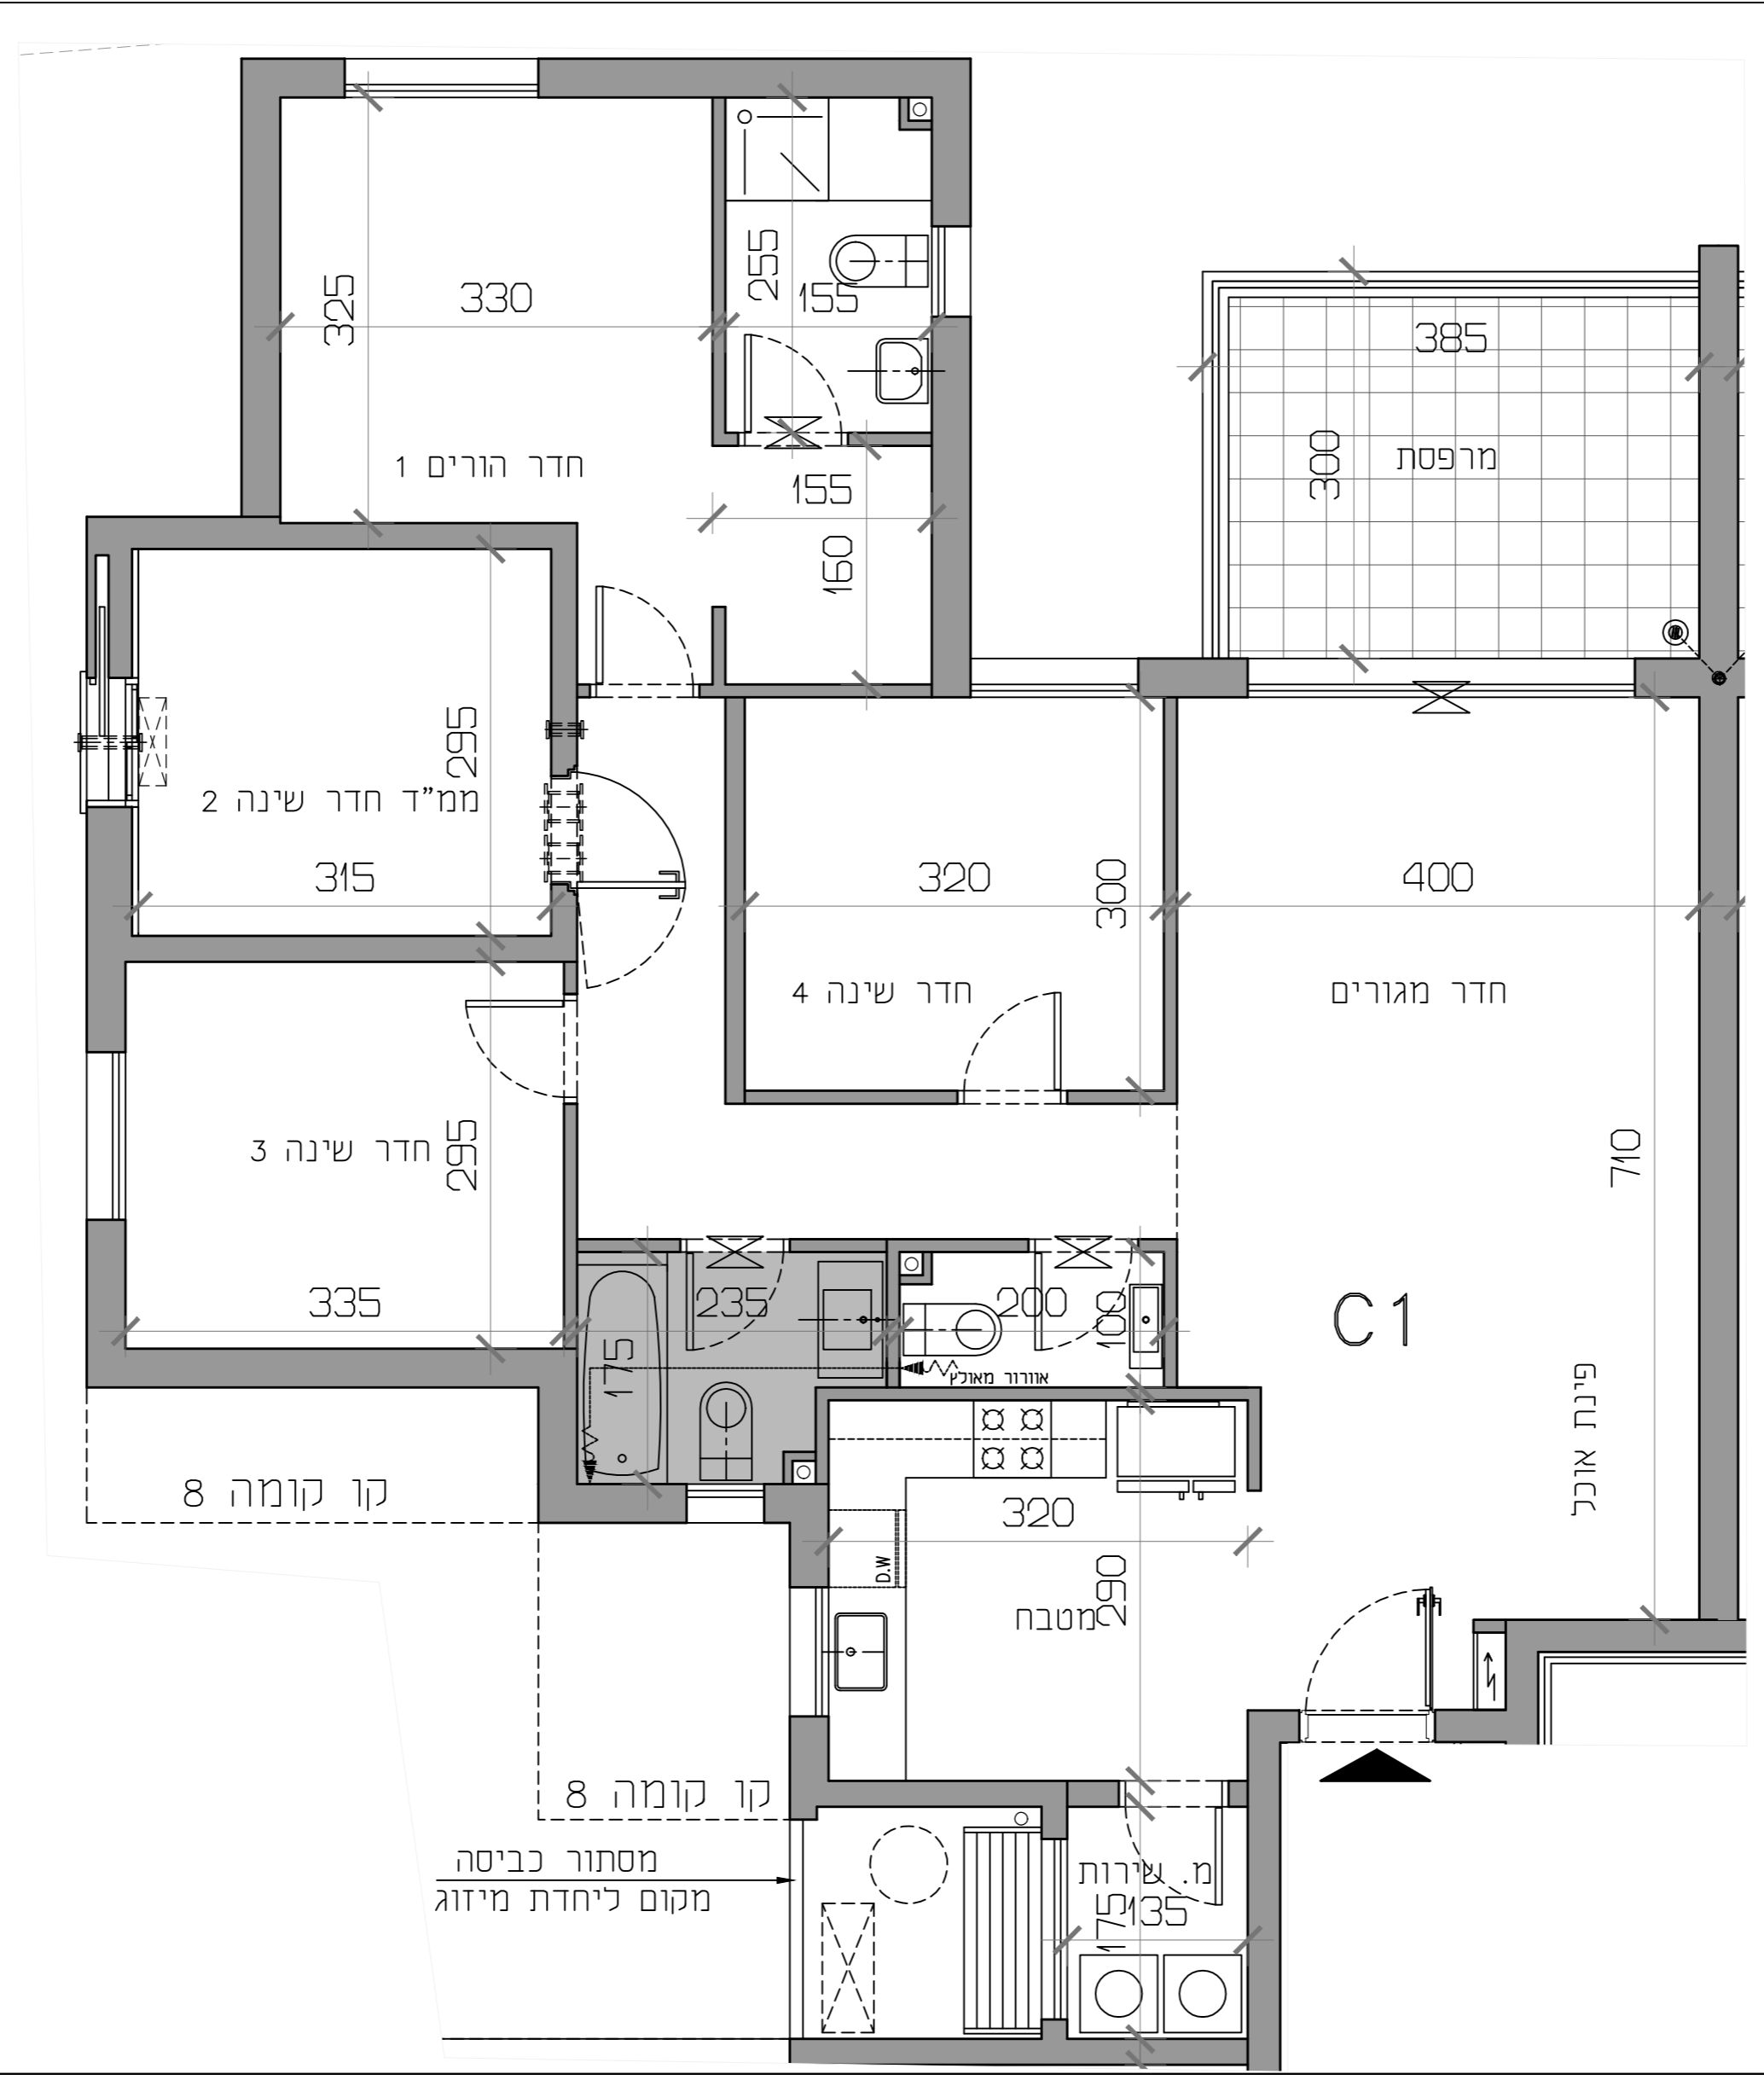 255
325
330
155
385
חדר הורים 1
300
מרפסת
155
160
295
ממ"ד חדר שינה 2
315
320
300
400
חדר שינה 4
חדר מגורים
חדר שינה 3
295
710
335
235
200
100
C1
175
אוורור מאולץ
פינת אוכל
קו קומה 8
320
D.W
290
מטבח
קו קומה 8
מסתור כביסה
מקום ליחדת מיזוג
מ. שירות
175
135